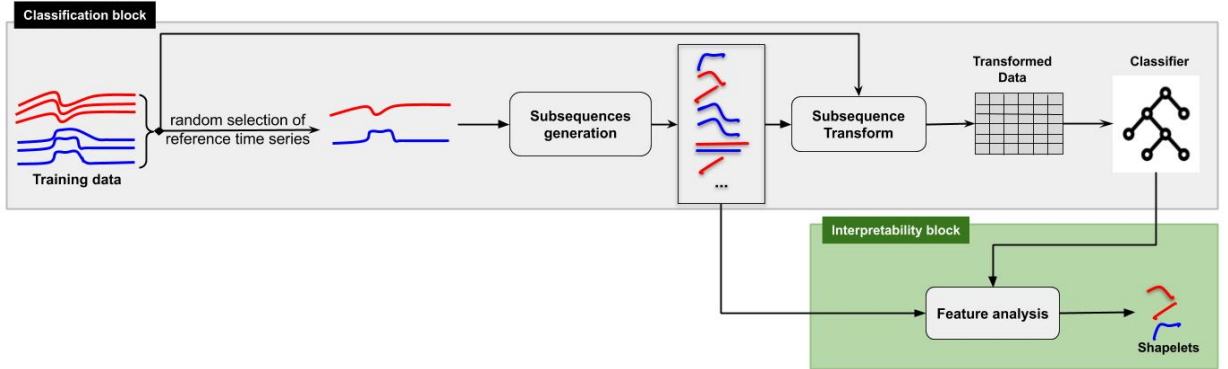 Classification block
Training data
random selection of
reference time series
Subsequences
generation
...
Subsequence
Transform
Transformed
Data
Classifier
Interpretability block
Feature analysis
Shapelets